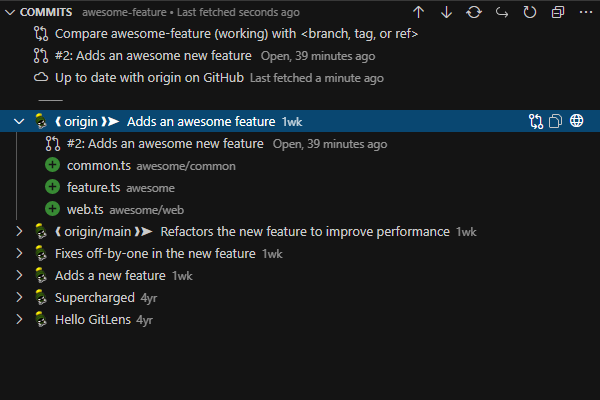 COMMITS awesome-feature • Last fetched seconds ago
Compare awesome-feature (working) with <branch, tag, or ref>
#2: Adds an awesome new feature Open, 39 minutes ago
Up to date with origin on GitHub Last fetched a minute ago
❰ origin ❱➤ Adds an awesome feature 1wk
#2: Adds an awesome new feature Open, 39 minutes ago
common.ts awesome/common
feature.ts awesome
web.ts awesome/web
❰ origin/main ❱➤ Refactors the new feature to improve performance 1wk
Fixes off-by-one in the new feature 1wk
Adds a new feature 1wk
Supercharged 4yr
Hello GitLens 4yr